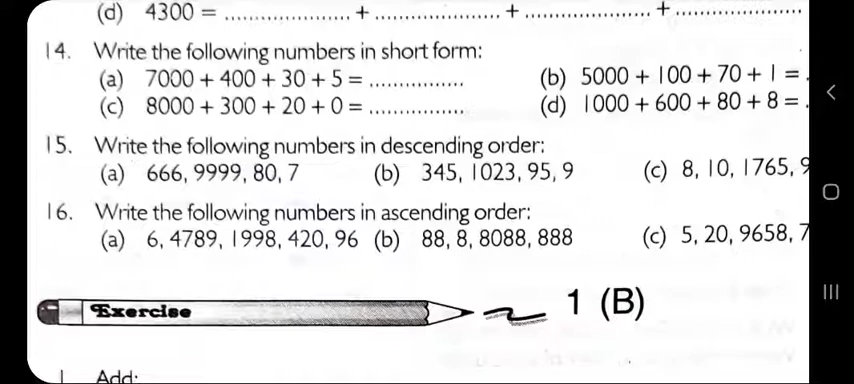 (d) 4300 = .................... + .................... + .................... + ....................
14. Write the following numbers in short form:
(a) 7000 + 400 + 30 + 5 = ................ (b) 5000 + 100 + 70 + 1 = .
(c) 8000 + 300 + 20 + 0 = ................ (d) 1000 + 600 + 80 + 8 = .
15. Write the following numbers in descending order:
(a) 666, 9999, 80, 7 (b) 345, 1023, 95, 9 (c) 8, 10, 1765, 9
16. Write the following numbers in ascending order:
(a) 6, 4789, 1998, 420, 96 (b) 88, 8, 8088, 888 (c) 5, 20, 9658, 7
Exercise 1 (B)
1. Add: